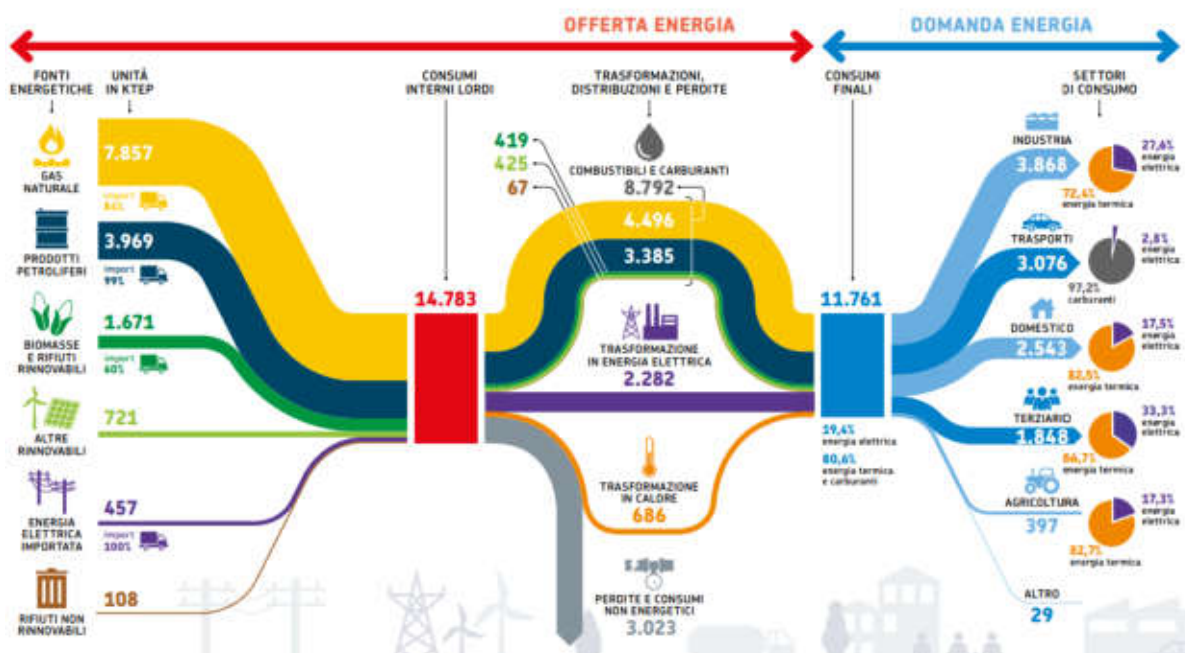 OFFERTA ENERGIA
DOMANDA ENERGIA
FONTI
ENERGETICHE
UNITÀ
IN KTEP
CONSUMI
INTERNI LORDI
TRASFORMAZIONI,
DISTRIBUZIONI E PERDITE
CONSUMI
FINALI
SETTORI
DI CONSUMO
GAS
NATURALE
7.857
import
84%
PRODOTTI
PETROLIFERI
3.969
import
99%
BIOMASSE
E RIFIUTI
RINNOVABILI
1.671
import
60%
ALTRE
RINNOVABILI
721
ENERGIA
ELETTRICA
IMPORTATA
457
import
100%
RIFIUTI NON
RINNOVABILI
108
14.783
419
425
67
COMBUSTIBILI E CARBURANTI
8.792
4.496
3.385
TRASFORMAZIONE
IN ENERGIA ELETTRICA
2.282
TRASFORMAZIONE
IN CALORE
686
PERDITE E CONSUMI
NON ENERGETICI
3.023
11.761
19,4%
energia elettrica
80,6%
energia termica
e carburanti
INDUSTRIA
3.868
27,6%
energia
elettrica
72,4%
energia termica
TRASPORTI
3.076
2,8%
energia
elettrica
97,2%
carburanti
DOMESTICO
2.543
17,5%
energia
elettrica
82,5%
energia termica
TERZIARIO
1.848
33,3%
energia
elettrica
66,7%
energia termica
AGRICOLTURA
397
17,3%
energia
elettrica
82,7%
energia termica
ALTRO
29